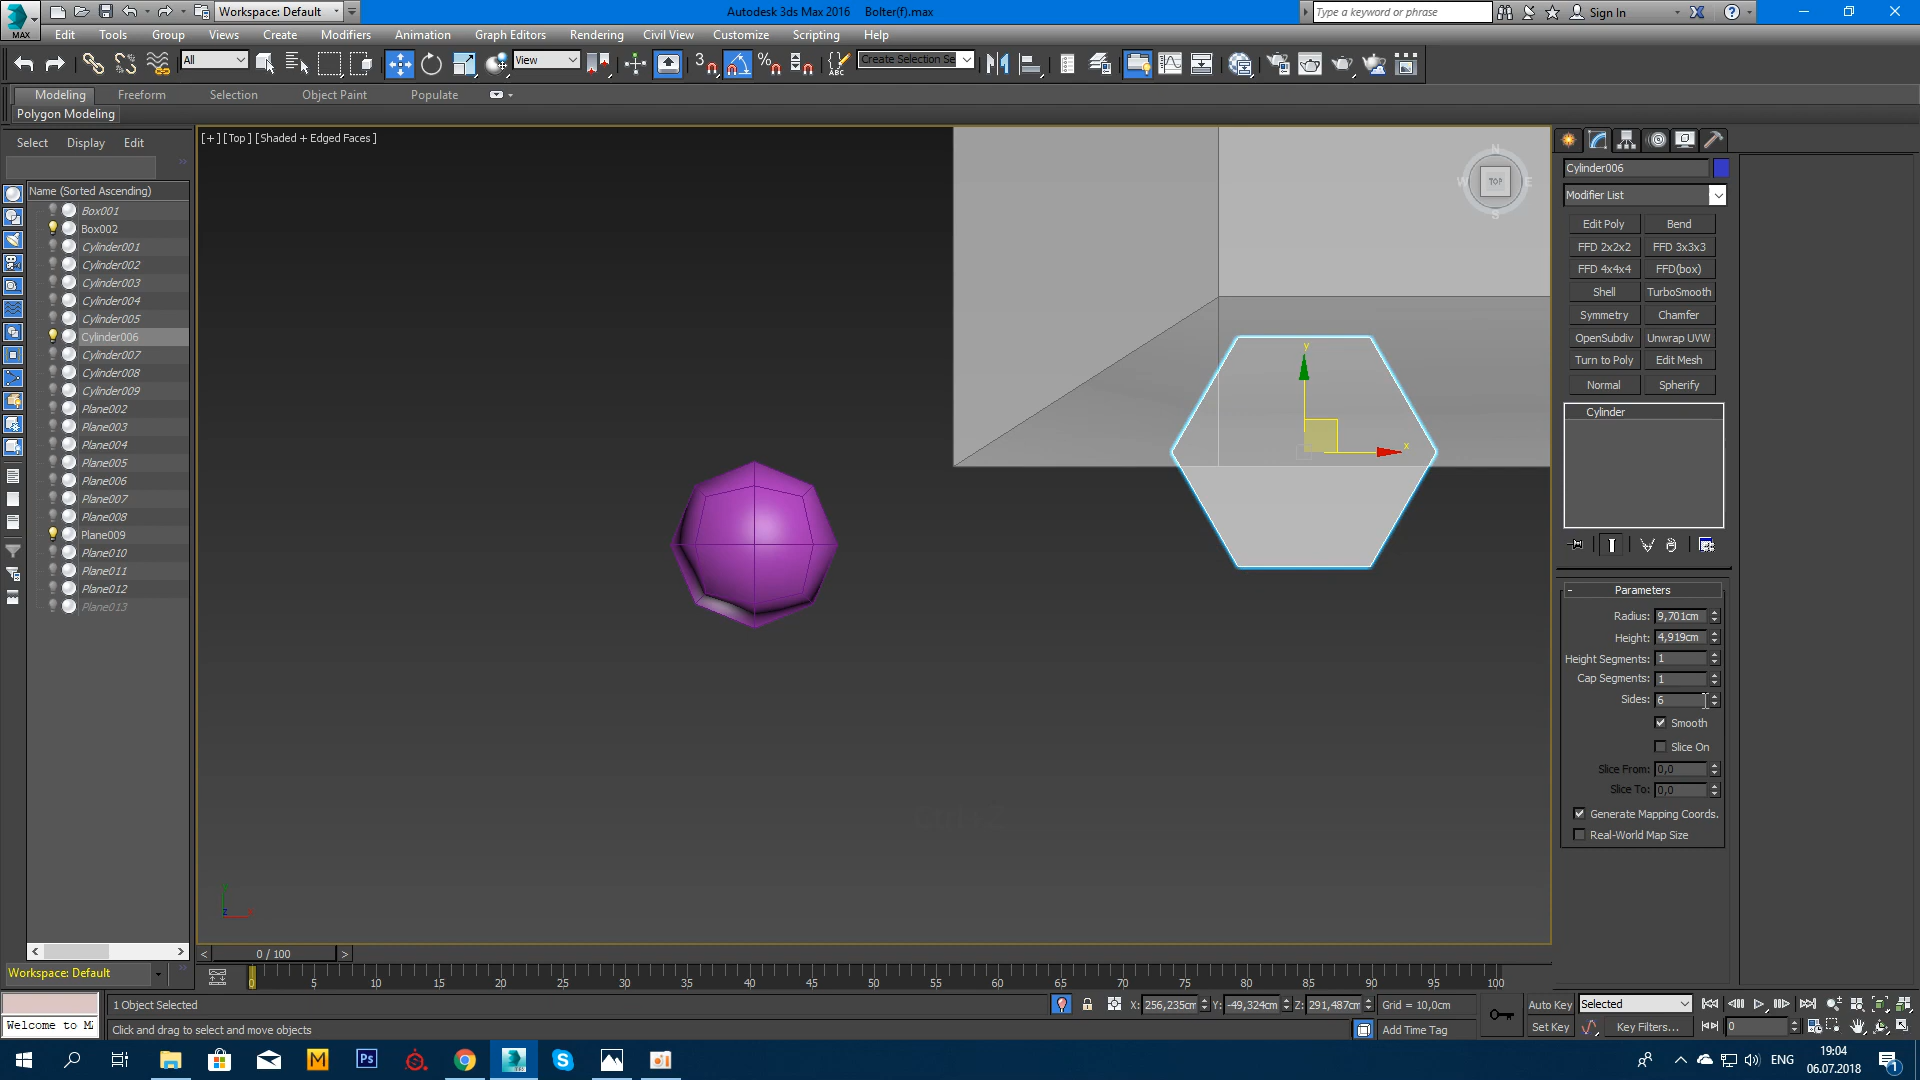 Workspace: Default
Autodesk 3ds Max 2016 Bolter(f).max
Type a keyword or phrase
Sign In
MAX
Edit Tools Group Views Create Modifiers Animation Graph Editors Rendering Civil View Customize Scripting Help
All
View
3
ABC
Create Selection Se
Modeling Freeform Selection Object Paint Populate
Polygon Modeling
Select Display Edit
Name (Sorted Ascending)
Box001
Box002
Cylinder001
Cylinder002
Cylinder003
Cylinder004
Cylinder005
Cylinder006
Cylinder007
Cylinder008
Cylinder009
Plane002
Plane003
Plane004
Plane005
Plane006
Plane007
Plane008
Plane009
Plane010
Plane011
Plane012
Plane013
[+] [Top] [Shaded + Edged Faces]
N
W TOP E
S
y
x
Cylinder006
Modifier List
Edit Poly Bend
FFD 2x2x2 FFD 3x3x3
FFD 4x4x4 FFD(box)
Shell TurboSmooth
Symmetry Chamfer
OpenSubdiv Unwrap UVW
Turn to Poly Edit Mesh
Normal Spherify
Cylinder
- Parameters
Radius: 9,701cm
Height: 4,919cm
Height Segments: 1
Cap Segments: 1
Sides: 6
Smooth
Slice On
Slice From: 0,0
Slice To: 0,0
Generate Mapping Coords.
Real-World Map Size
< 0 / 100 >
Workspace: Default
0 5 10 15 20 25 30 35 40 45 50 55 60 65 70 75 80 85 90 95 100
1 Object Selected
X: 256,235cm Y: -49,324cm Z: 291,487cm Grid = 10,0cm
Auto Key Selected
Welcome to M
Click and drag to select and move objects
Add Time Tag
Set Key Key Filters... 0
Ps
ENG
19:04
06.07.2018
1